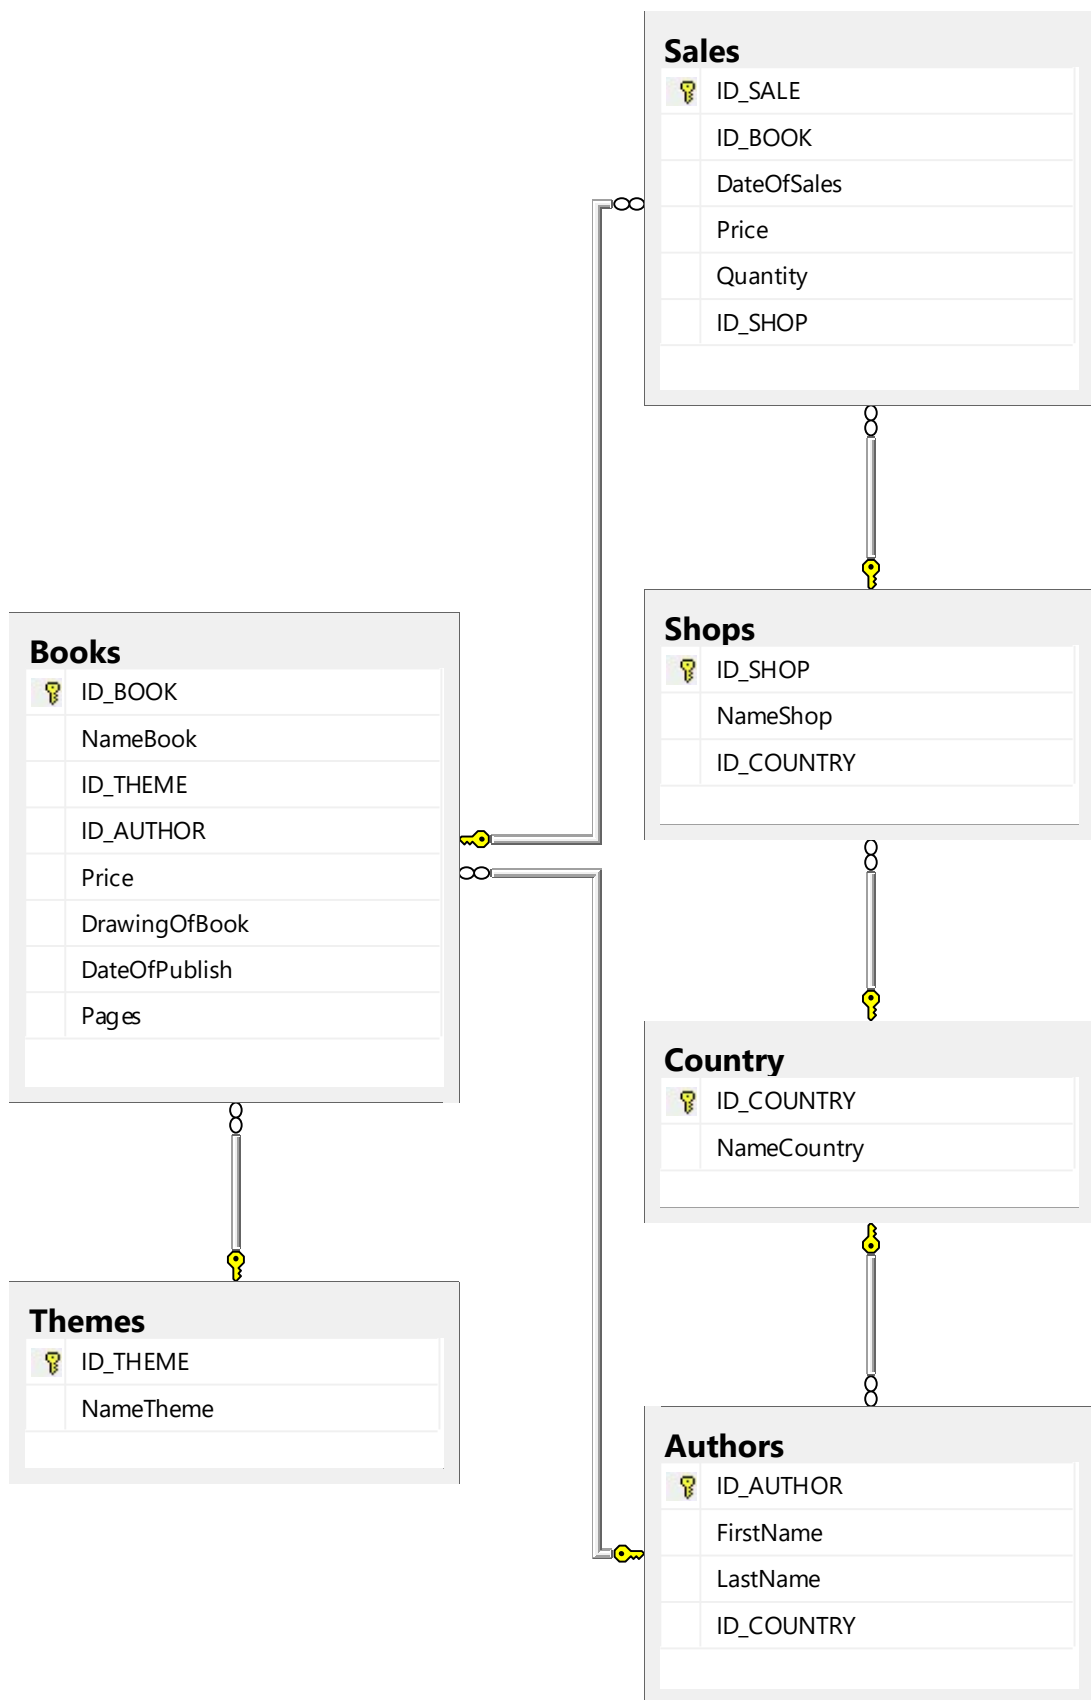 Sales
ID_SALE
ID_BOOK
DateOfSales
Price
Quantity
ID_SHOP
Shops
ID_SHOP
NameShop
ID_COUNTRY
Books
ID_BOOK
NameBook
ID_THEME
ID_AUTHOR
Price
DrawingOfBook
DateOfPublish
Pages
Country
ID_COUNTRY
NameCountry
Themes
ID_THEME
NameTheme
Authors
ID_AUTHOR
FirstName
LastName
ID_COUNTRY